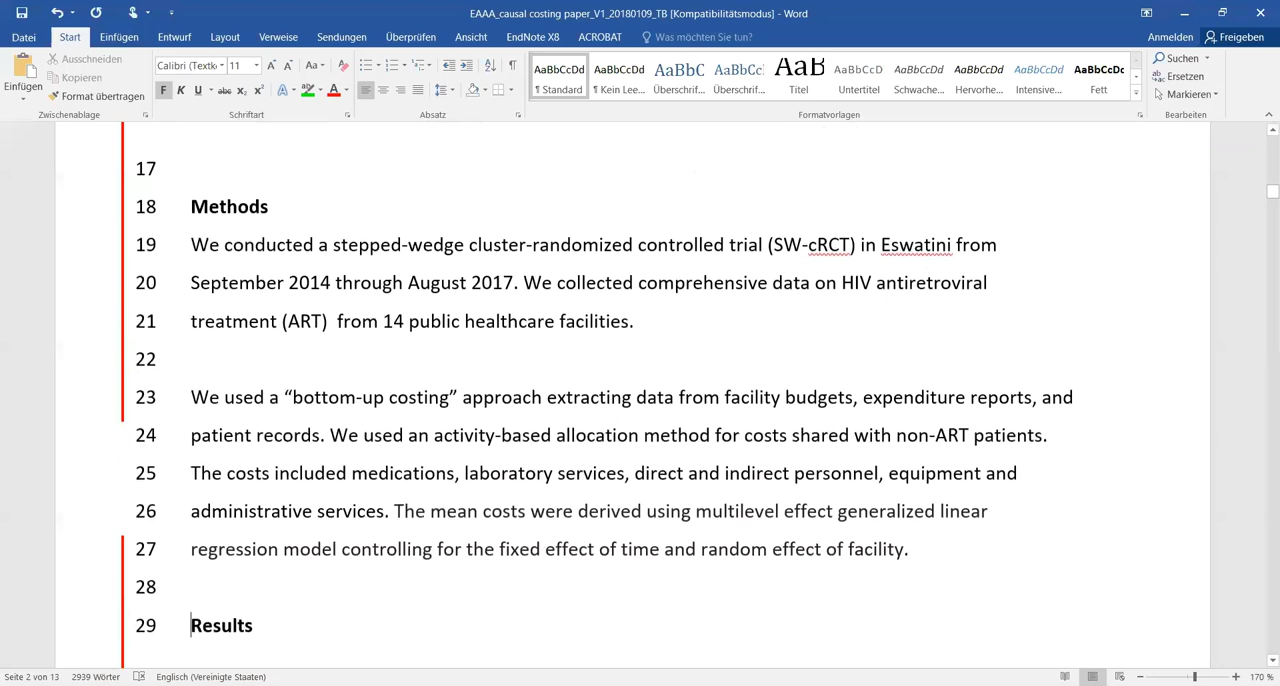 EAAA_causal costing paper_V1_20180109_TB [Kompatibilitätsmodus] - Word
Datei Start Einfügen Entwurf Layout Verweise Sendungen Überprüfen Ansicht EndNote X8 ACROBAT Was möchten Sie tun? Anmelden Freigeben
Einfügen
Ausschneiden
Kopieren
Format übertragen
Zwischenablage
Calibri (Textk 11
F K U abc x₂ x²
Schriftart
Absatz
AaBbCcDd AaBbCcDd AaBbC AaBbCc AaB AaBbCcD AaBbCcDd AaBbCcDd AaBbCcDd AaBbCcDc
¶ Standard ¶ Kein Lee... Überschrif... Überschrif... Titel Untertitel Schwache... Hervorhe... Intensive... Fett
Formatvorlagen
Suchen
Ersetzen
Markieren
Bearbeiten
17
18 Methods
19 We conducted a stepped-wedge cluster-randomized controlled trial (SW-cRCT) in Eswatini from
20 September 2014 through August 2017. We collected comprehensive data on HIV antiretroviral
21 treatment (ART)  from 14 public healthcare facilities.
22
23 We used a “bottom-up costing” approach extracting data from facility budgets, expenditure reports, and
24 patient records. We used an activity-based allocation method for costs shared with non-ART patients.
25 The costs included medications, laboratory services, direct and indirect personnel, equipment and
26 administrative services. The mean costs were derived using multilevel effect generalized linear
27 regression model controlling for the fixed effect of time and random effect of facility.
28
29 Results
Seite 2 von 13 2939 Wörter Englisch (Vereinigte Staaten) 170 %